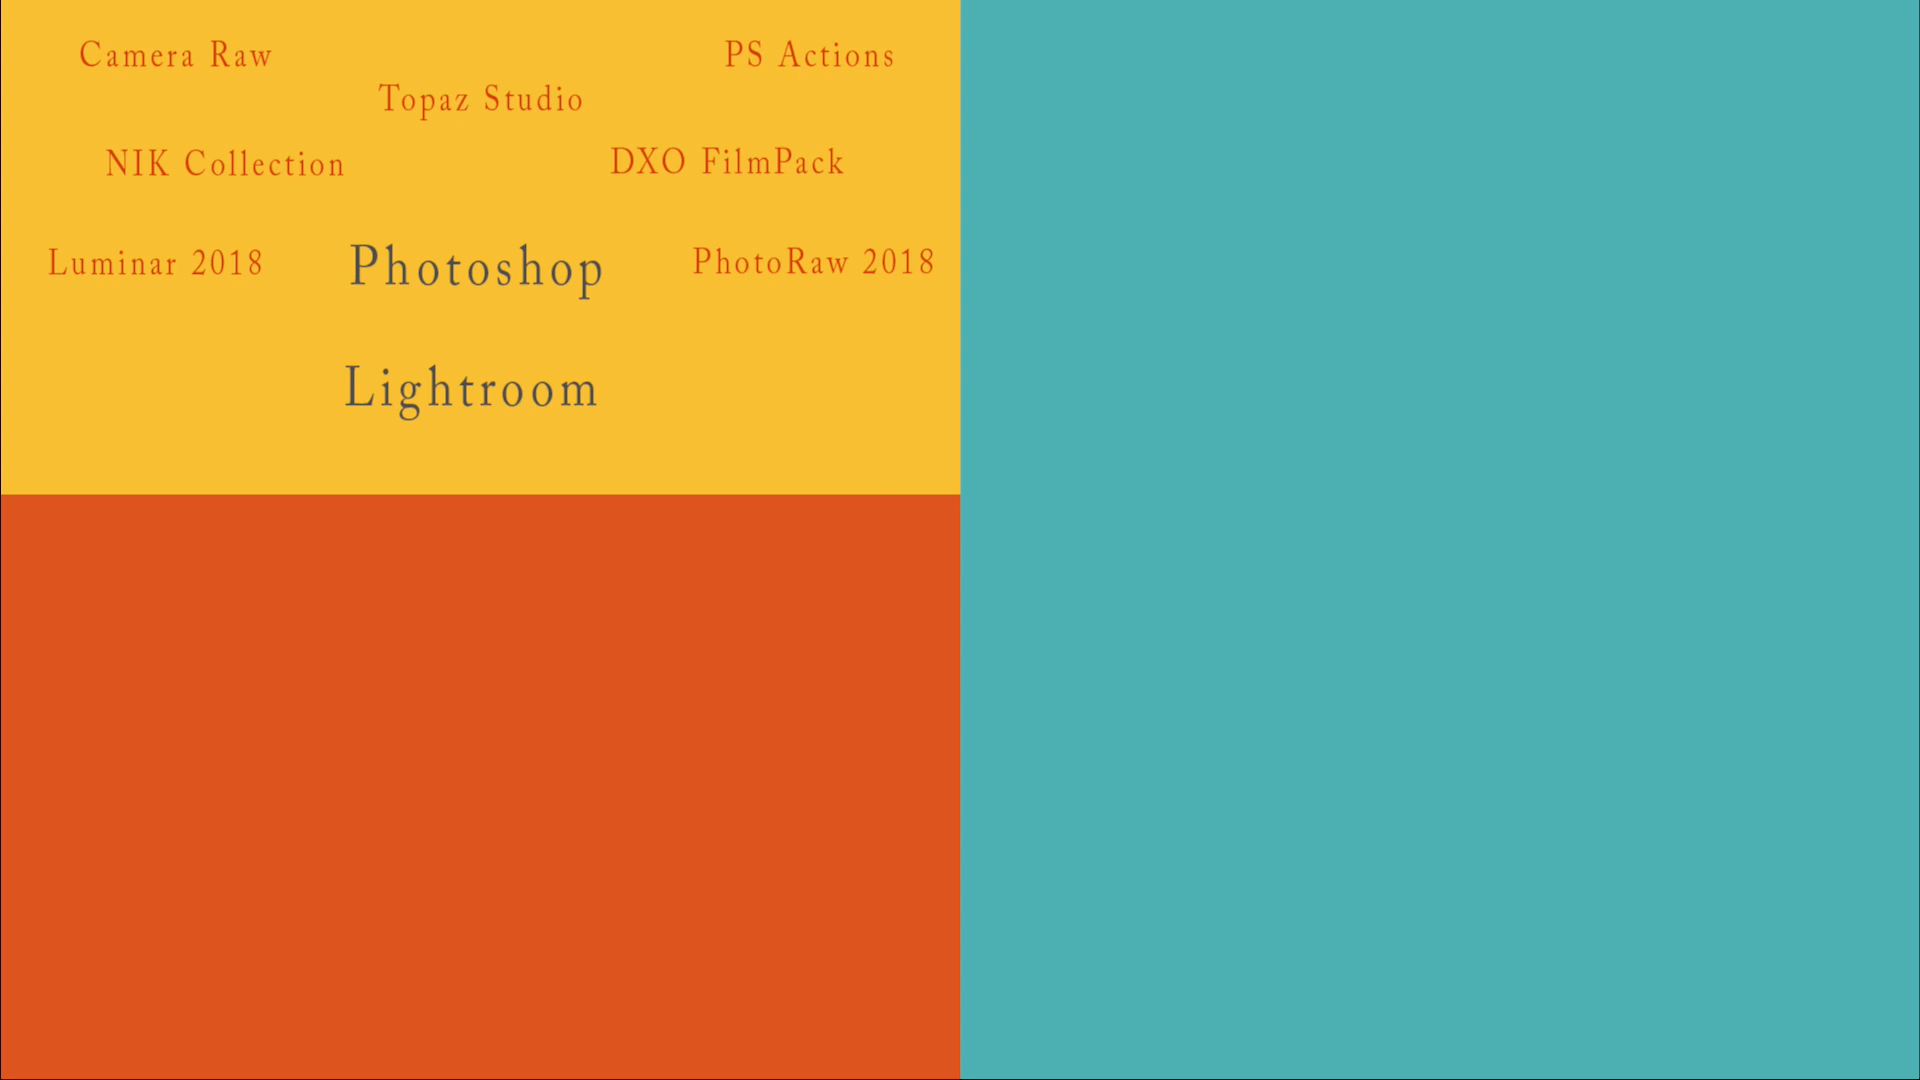 Camera Raw
PS Actions
Topaz Studio
NIK Collection
DXO FilmPack
Luminar 2018
Photoshop
PhotoRaw 2018
Lightroom